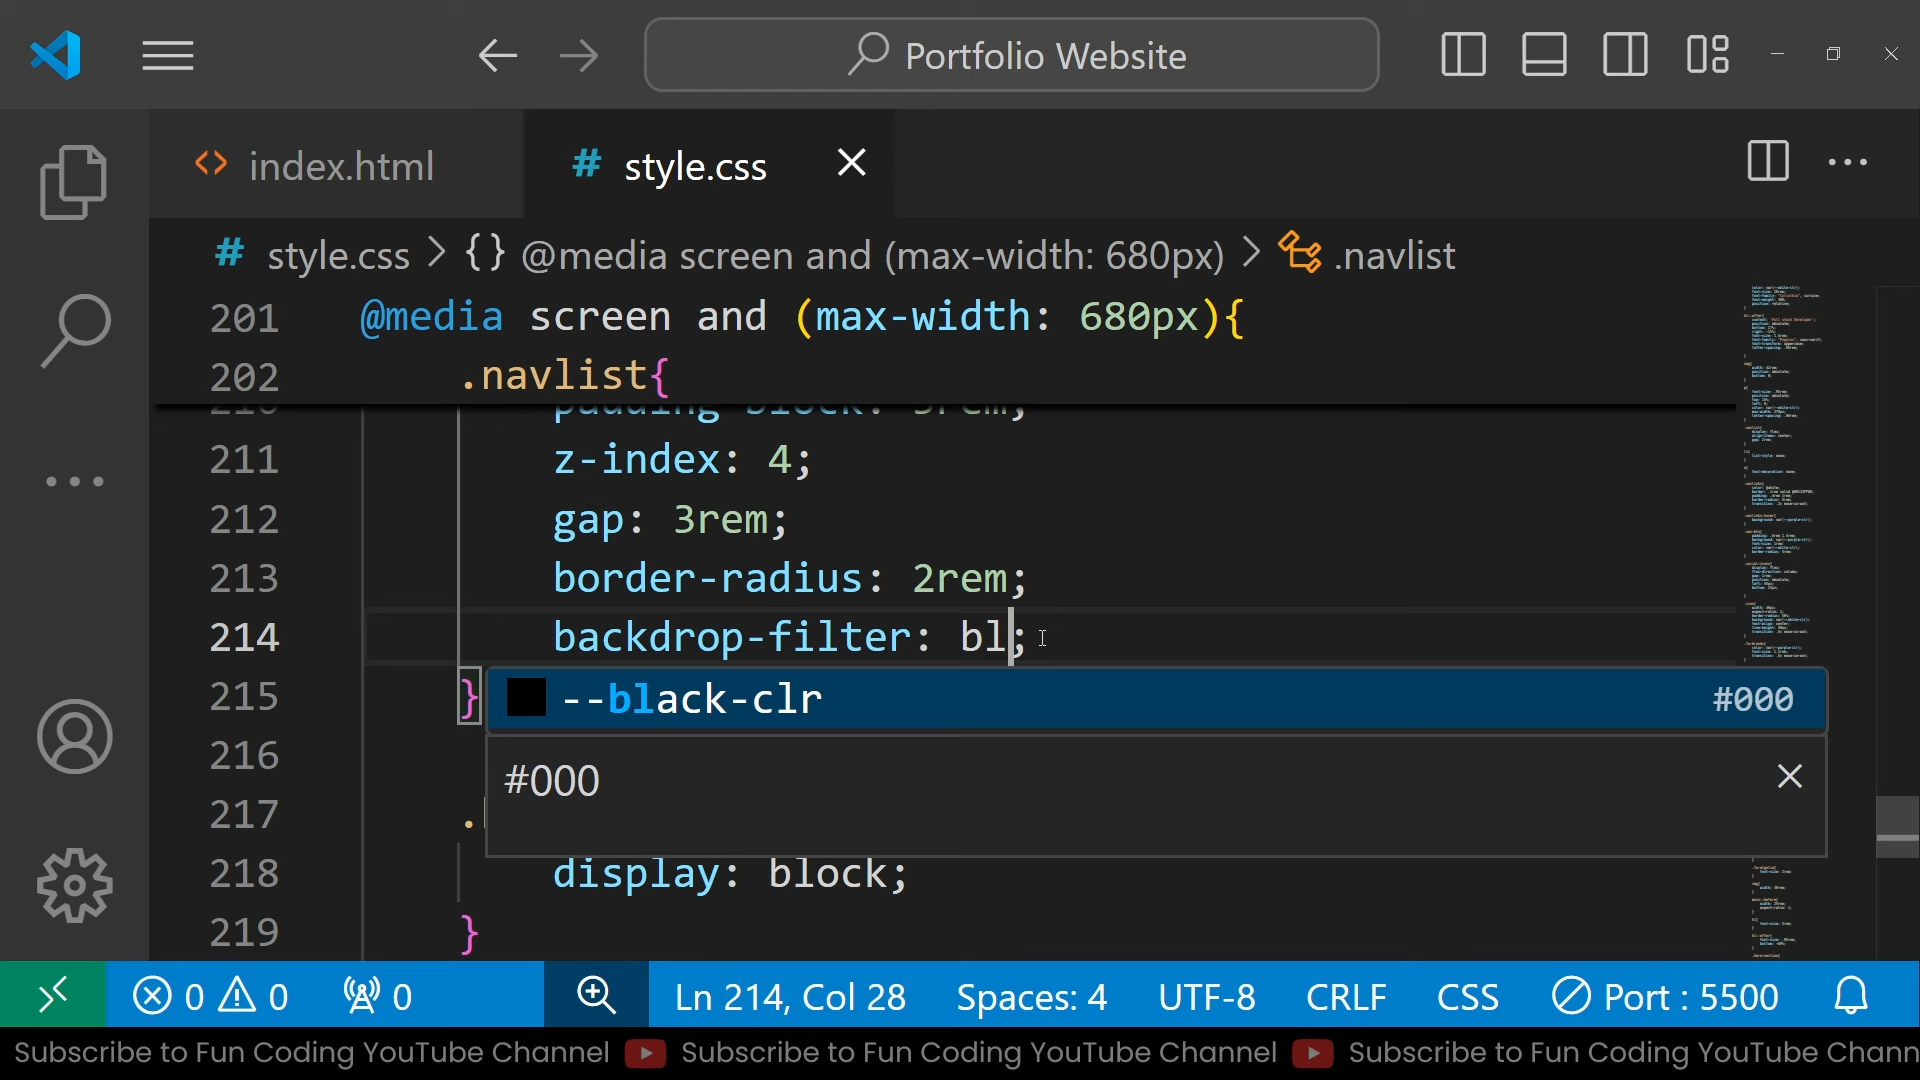 Portfolio Website
index.html
# style.css
# style.css > {} @media screen and (max-width: 680px) > .navlist
201 @media screen and (max-width: 680px){
202 .navlist{
211 z-index: 4;
212 gap: 3rem;
213 border-radius: 2rem;
214 backdrop-filter: bl;
215 }
--black-clr #000
#000
216
217 .
218 display: block;
219 }
0 0 0 Ln 214, Col 28 Spaces: 4 UTF-8 CRLF CSS Port : 5500
Subscribe to Fun Coding YouTube Channel Subscribe to Fun Coding YouTube Channel Subscribe to Fun Coding YouTube Chann